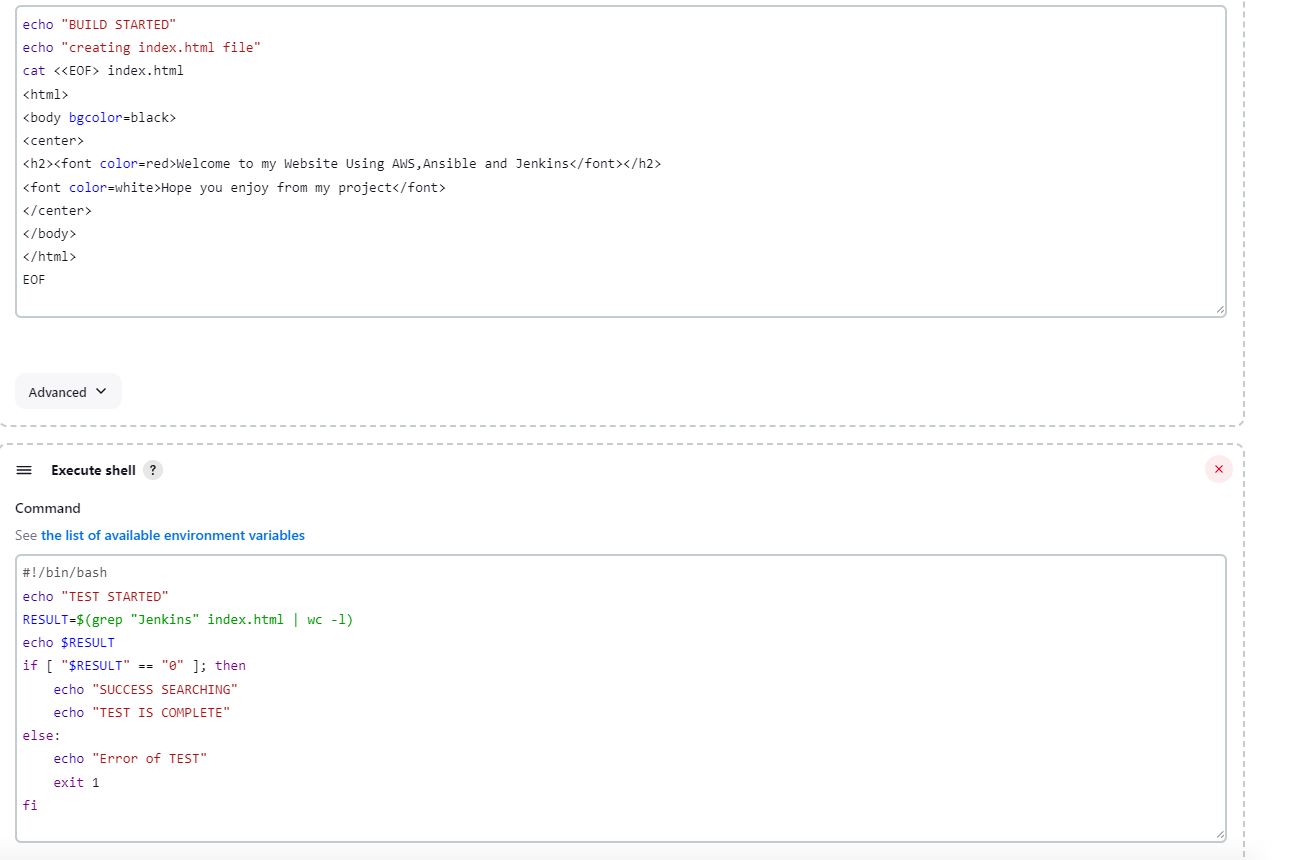 echo "BUILD STARTED"
echo "creating index.html file"
cat <<EOF> index.html
<html>
<body bgcolor=black>
<center>
<h2><font color=red>Welcome to my Website Using AWS,Ansible and Jenkins</font></h2>
<font color=white>Hope you enjoy from my project</font>
</center>
</body>
</html>
EOF
Advanced
Execute shell ?
Command
See the list of available environment variables
#!/bin/bash
echo "TEST STARTED"
RESULT=$(grep "Jenkins" index.html | wc -l)
echo $RESULT
if [ "$RESULT" == "0" ]; then
    echo "SUCCESS SEARCHING"
    echo "TEST IS COMPLETE"
else:
    echo "Error of TEST"
    exit 1
fi